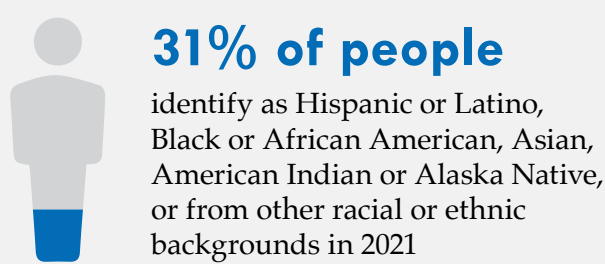 31% of people
identify as Hispanic or Latino,
Black or African American, Asian,
American Indian or Alaska Native,
or from other racial or ethnic
backgrounds in 2021